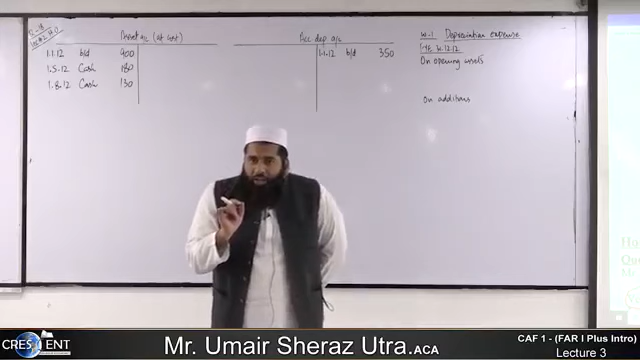 Plant a/c (at cost)
1.1.12 b/d 900
1.5.12 Cash 180
1.8.12 Cash 130
Acc dep a/c
1.1.12 b/d 350
W-1 Depreciation expense
On opening assets
On additions
CRESCENT
Mr. Umair Sheraz Utra.ACA
CAF 1 - (FAR I Plus Intro)
Lecture 3